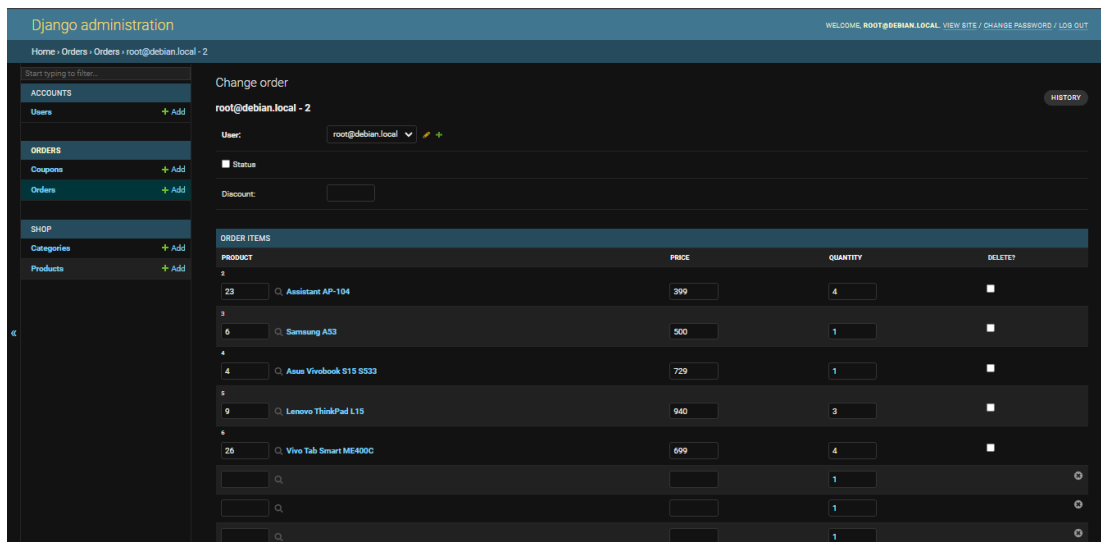 Django administration
WELCOME, ROOT@DEBIAN.LOCAL. VIEW SITE / CHANGE PASSWORD / LOG OUT
Home › Orders › Orders › root@debian.local - 2
Start typing to filter...
ACCOUNTS
Users + Add
ORDERS
Coupons + Add
Orders + Add
SHOP
Categories + Add
Products + Add
«
Change order
HISTORY
root@debian.local - 2
User: root@debian.local
Status
Discount:
ORDER ITEMS
PRODUCT PRICE QUANTITY DELETE?
2
23 Assistant AP-104 399 4
3
6 Samsung A53 500 1
4
4 Asus Vivobook S15 S533 729 1
5
9 Lenovo ThinkPad L15 940 3
6
26 Vivo Tab Smart ME400C 699 4
1
1
1